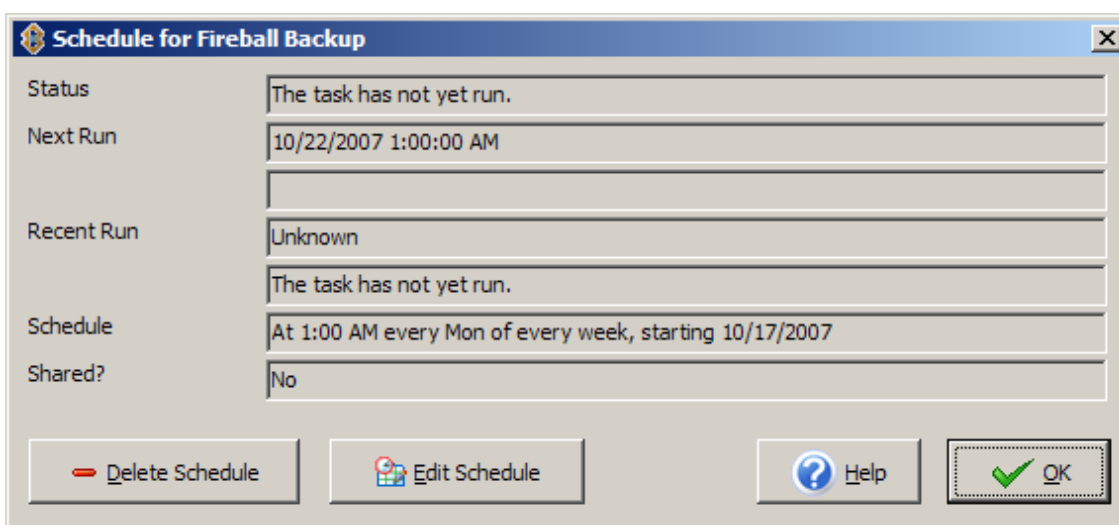 Schedule for Fireball Backup
Status
The task has not yet run.
Next Run
10/22/2007 1:00:00 AM
Recent Run
Unknown
The task has not yet run.
Schedule
At 1:00 AM every Mon of every week, starting 10/17/2007
Shared?
No
Delete Schedule
Edit Schedule
Help
OK